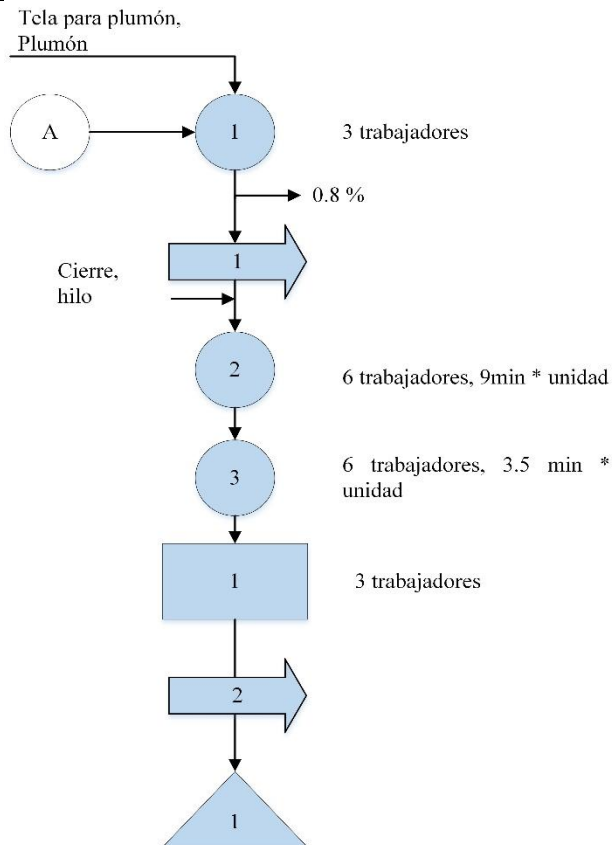 Tela para plumón,
Plumón
A
1
3 trabajadores
0.8 %
1
Cierre,
hilo
2
6 trabajadores, 9min * unidad
3
6 trabajadores, 3.5 min *
unidad
1
3 trabajadores
2
1